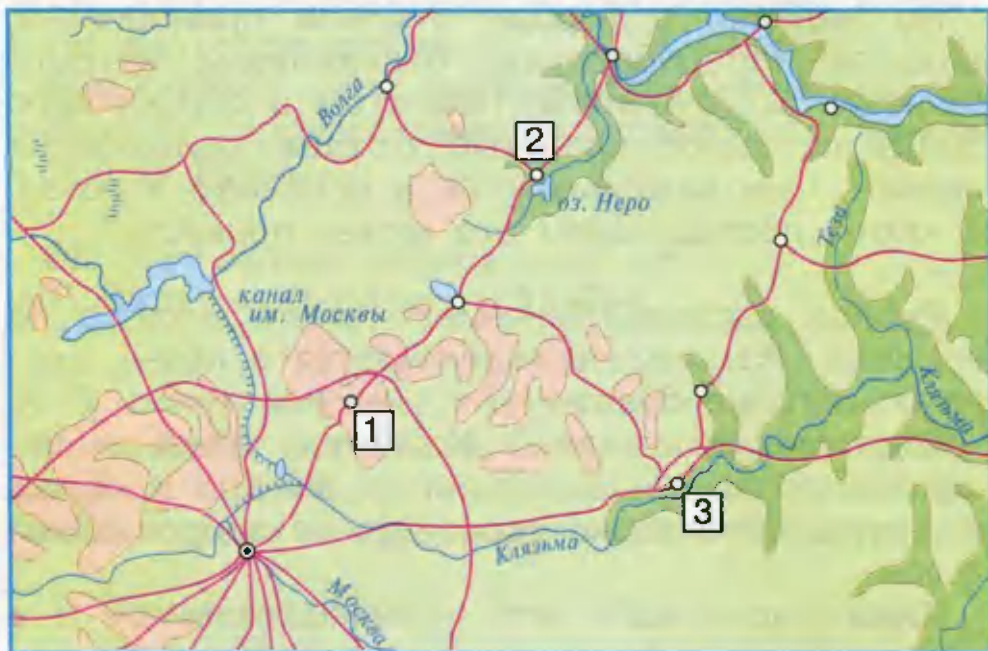 Волга
2
оз. Неро
Теза
канал
им. Москвы
1
Клязьма
3
Клязьма
Москва